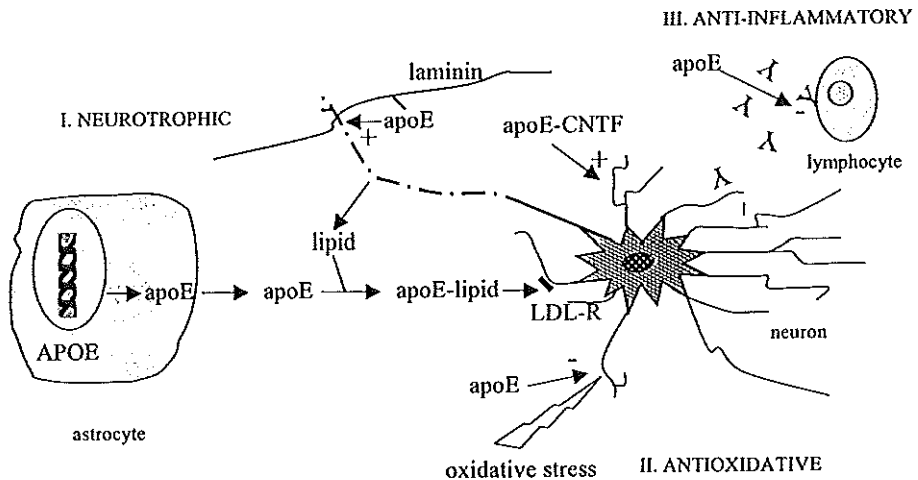 III. ANTI-INFLAMMATORY
apoE
laminin
I. NEUROTROPHIC
apoE
+
apoE-CNTF
+
-
lymphocyte
lipid
apoE
apoE
apoE-lipid
LDL-R
APOE
neuron
-
apoE
astrocyte
oxidative stress
II. ANTIOXIDATIVE